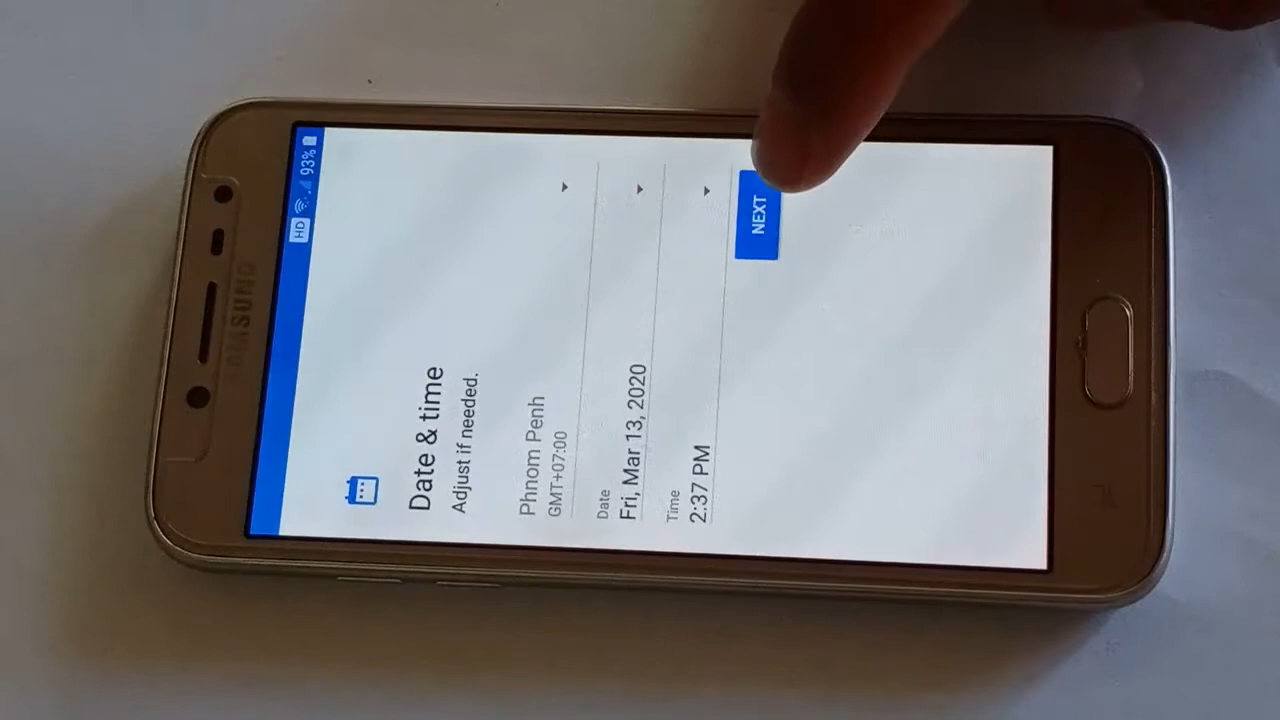 HD 93%
SAMSUNG
Date & time
Adjust if needed.
Phnom Penh
GMT+07:00
Date
Fri, Mar 13, 2020
Time
2:37 PM
NEXT